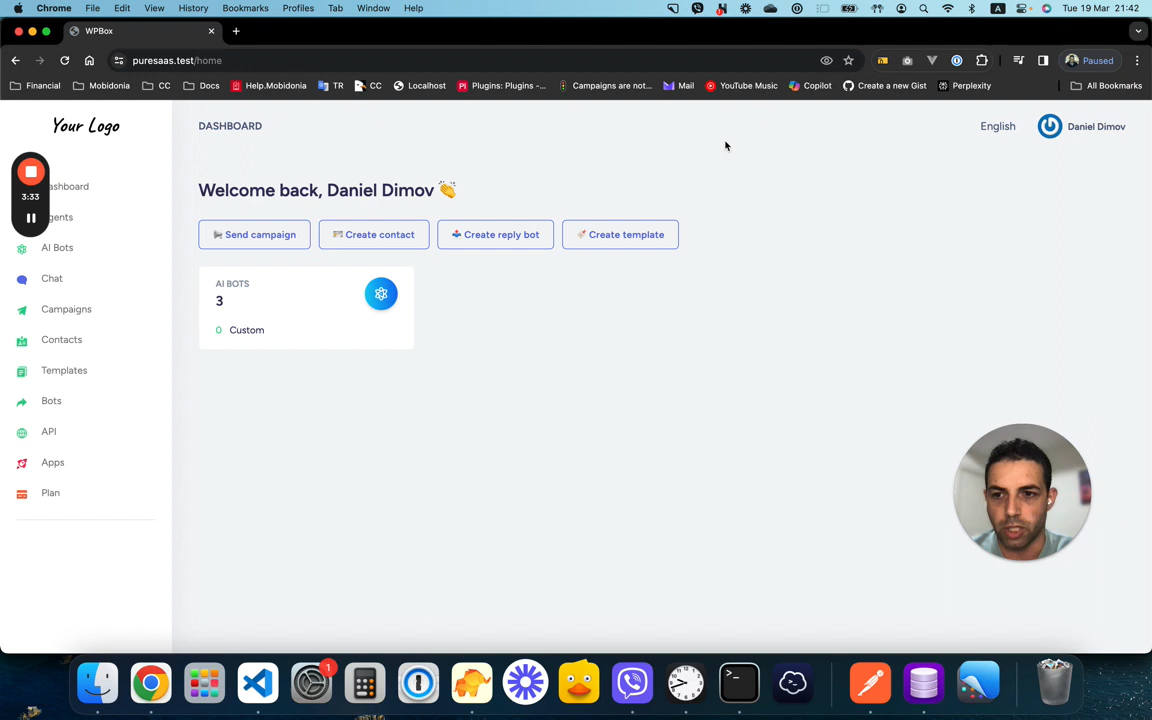 Chrome File Edit View History Bookmarks Profiles Tab Window Help
A
Tue 19 Mar 21:42
WPBox
puresaas.test/home
Paused
Financial
Mobidonia
CC
Docs
Help.Mobidonia
TR
CC
Localhost
Plugins: Plugins -...
Campaigns are not...
Mail
YouTube Music
Copilot
Create a new Gist
Perplexity
All Bookmarks
Your Logo
DASHBOARD
English
Daniel Dimov
3:33
ashboard
gents
AI Bots
Chat
Campaigns
Contacts
Templates
Bots
API
Apps
Plan
Welcome back, Daniel Dimov 👏
Send campaign
Create contact
Create reply bot
Create template
AI BOTS
3
0 Custom
1
>_